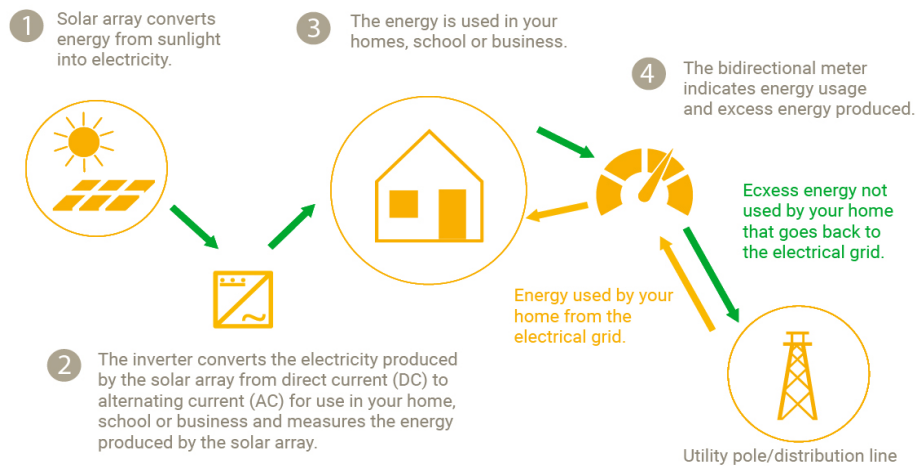 1
Solar array converts
energy from sunlight
into electricity.
3
The energy is used in your
homes, school or business.
4
The bidirectional meter
indicates energy usage
and excess energy produced.
Ecxess energy not
used by your home
that goes back to
the electrical grid.
Energy used by your
home from the
electrical grid.
2
The inverter converts the electricity produced
by the solar array from direct current (DC) to
alternating current (AC) for use in your home,
school or business and measures the energy
produced by the solar array.
Utility pole/distribution line